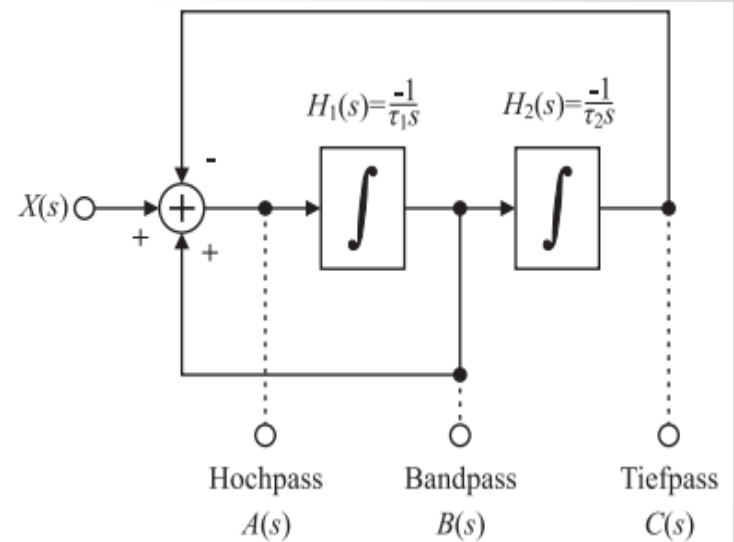 H₁(s)=-1/τ₁s
H₂(s)=-1/τ₂s
-
X(s)
+
+
+
∫
∫
Hochpass
Bandpass
Tiefpass
A(s)
B(s)
C(s)